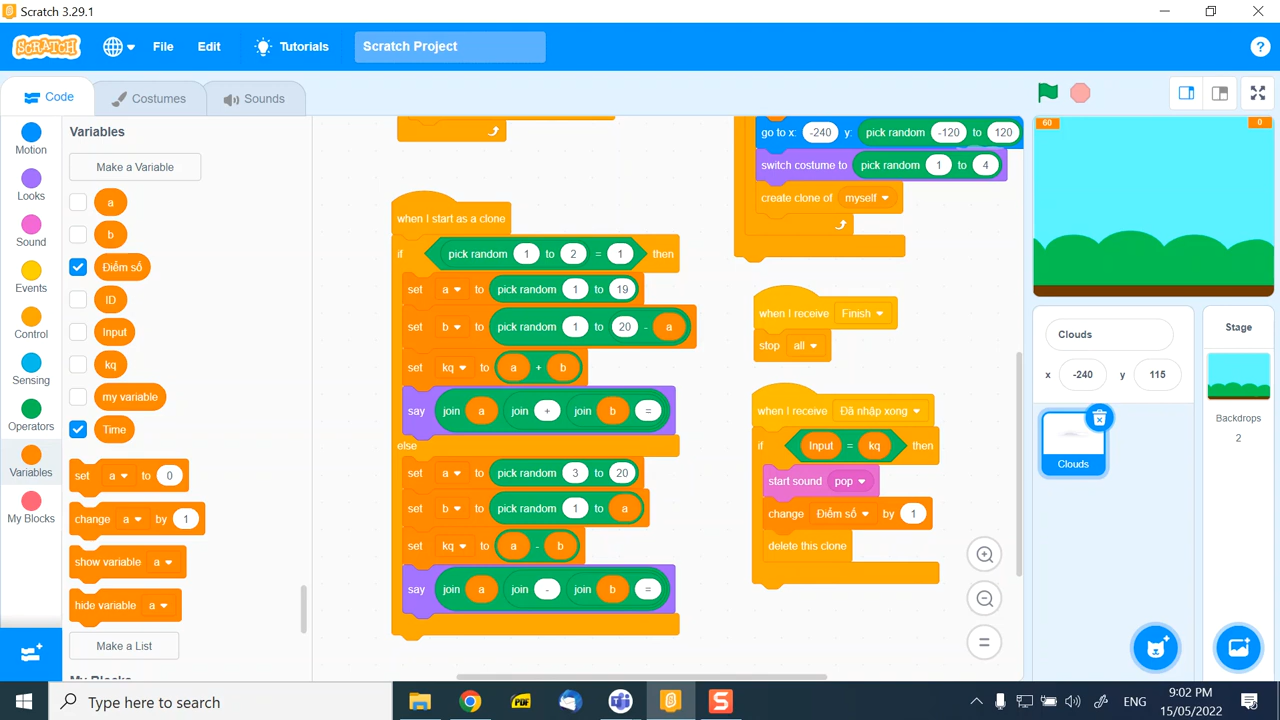 Scratch 3.29.1
SCRATCH
File
Edit
Tutorials
Scratch Project
?
Code
Costumes
Sounds
Motion
Looks
Sound
Events
Control
Sensing
Operators
Variables
My Blocks
Variables
Make a Variable
a
b
Điểm số
ID
Input
kq
my variable
Time
set a to 0
change a by 1
show variable a
hide variable a
Make a List
when I start as a clone
if pick random 1 to 2 = 1 then
set a to pick random 1 to 19
set b to pick random 1 to 20 - a
set kq to a + b
say join a join + join b =
else
set a to pick random 3 to 20
set b to pick random 1 to a
set kq to a - b
say join a join - join b =
go to x: -240 y: pick random -120 to 120
switch costume to pick random 1 to 4
create clone of myself
when I receive Finish
stop all
when I receive Đã nhập xong
if Input = kq then
start sound pop
change Điểm số by 1
delete this clone
60
0
Clouds
x -240 y 115
Clouds
Stage
Backdrops
2
Type here to search
PDF
S
ENG
9:02 PM
15/05/2022